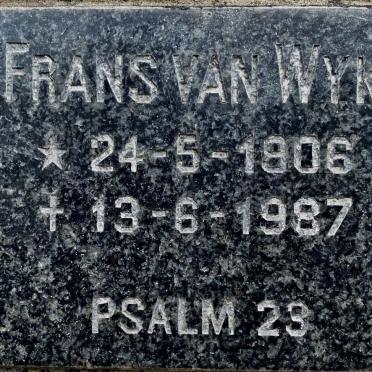 FRANS VAN WYK
★ 24-5-1906
✝ 13-6-1987
PSALM 23